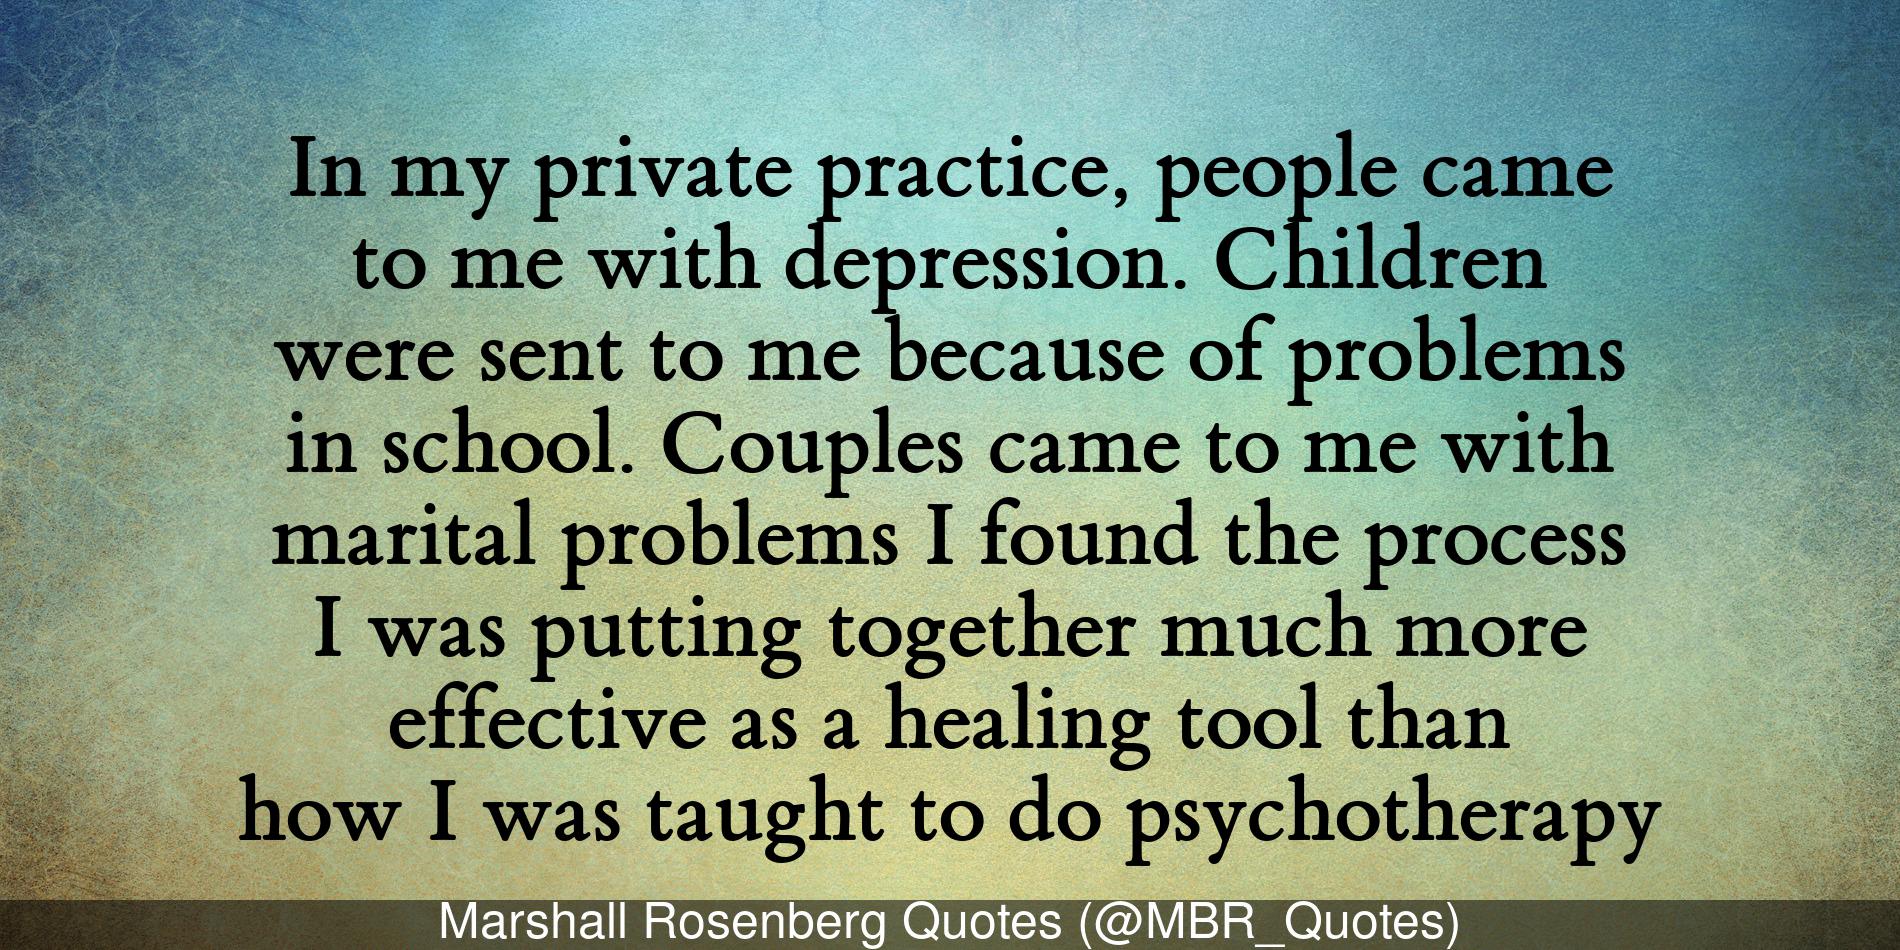 In my private practice, people came
to me with depression. Children
were sent to me because of problems
in school. Couples came to me with
marital problems I found the process
I was putting together much more
effective as a healing tool than
how I was taught to do psychotherapy
Marshall Rosenberg Quotes (@MBR_Quotes)